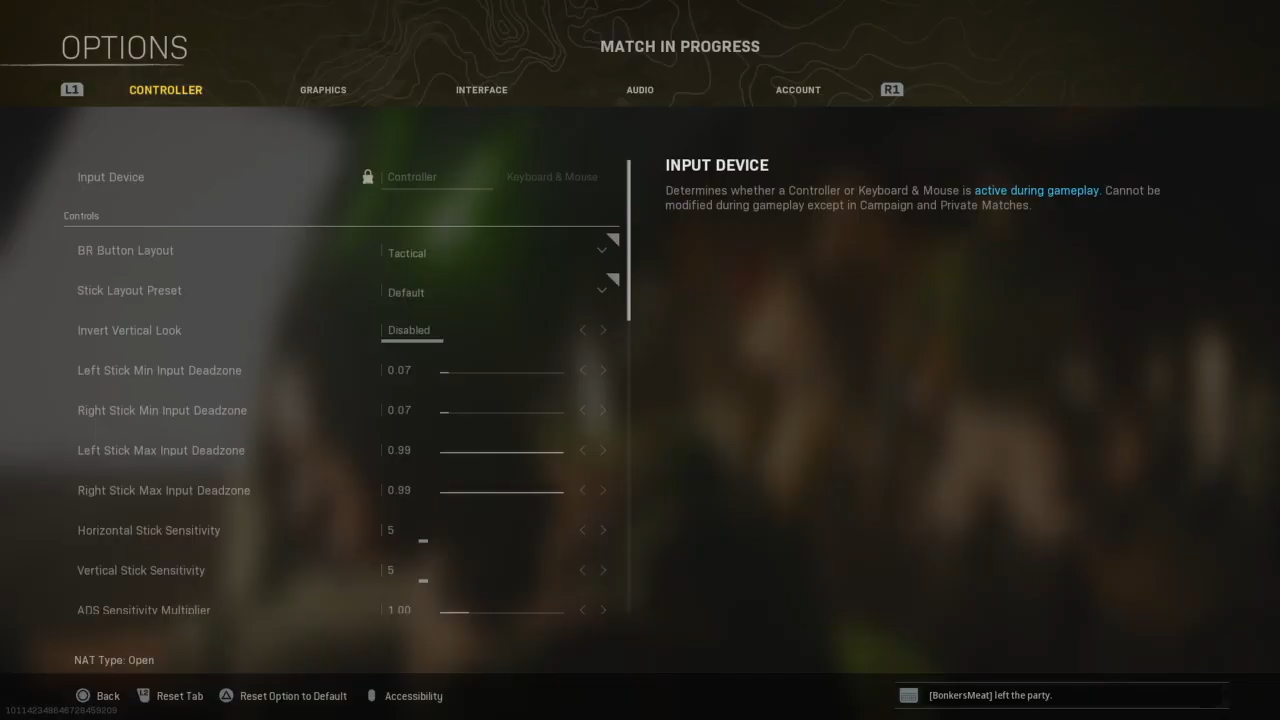 OPTIONS
MATCH IN PROGRESS
L1 CONTROLLER GRAPHICS INTERFACE AUDIO ACCOUNT R1
Input Device Controller Keyboard & Mouse
Controls
BR Button Layout Tactical
Stick Layout Preset Default
Invert Vertical Look Disabled
Left Stick Min Input Deadzone 0.07
Right Stick Min Input Deadzone 0.07
Left Stick Max Input Deadzone 0.99
Right Stick Max Input Deadzone 0.99
Horizontal Stick Sensitivity 5
Vertical Stick Sensitivity 5
ADS Sensitivity Multiplier 1.00
INPUT DEVICE
Determines whether a Controller or Keyboard & Mouse is active during gameplay. Cannot be
modified during gameplay except in Campaign and Private Matches.
NAT Type: Open
Back L2 Reset Tab Reset Option to Default Accessibility
[BonkersMeat] left the party.